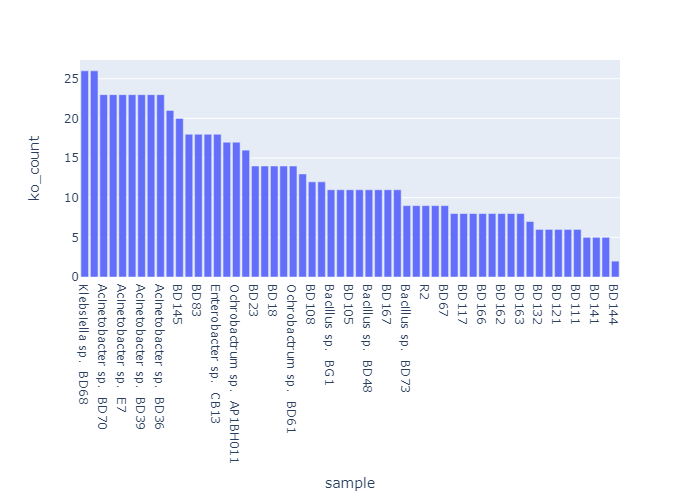 25
20
15
10
5
0
ko_count
Klebsiella sp. BD68
Acinetobacter sp. BD70
Acinetobacter sp. E7
Acinetobacter sp. BD39
Acinetobacter sp. BD36
BD145
BD83
Enterobacter sp. CB13
Ochrobactrum sp. AP1BH011
BD23
BD18
Ochrobactrum sp. BD61
BD108
Bacillus sp. BG1
BD105
Bacillus sp. BD48
BD167
Bacillus sp. BD73
R2
BD67
BD117
BD166
BD162
BD163
BD132
BD121
BD111
BD141
BD144
sample